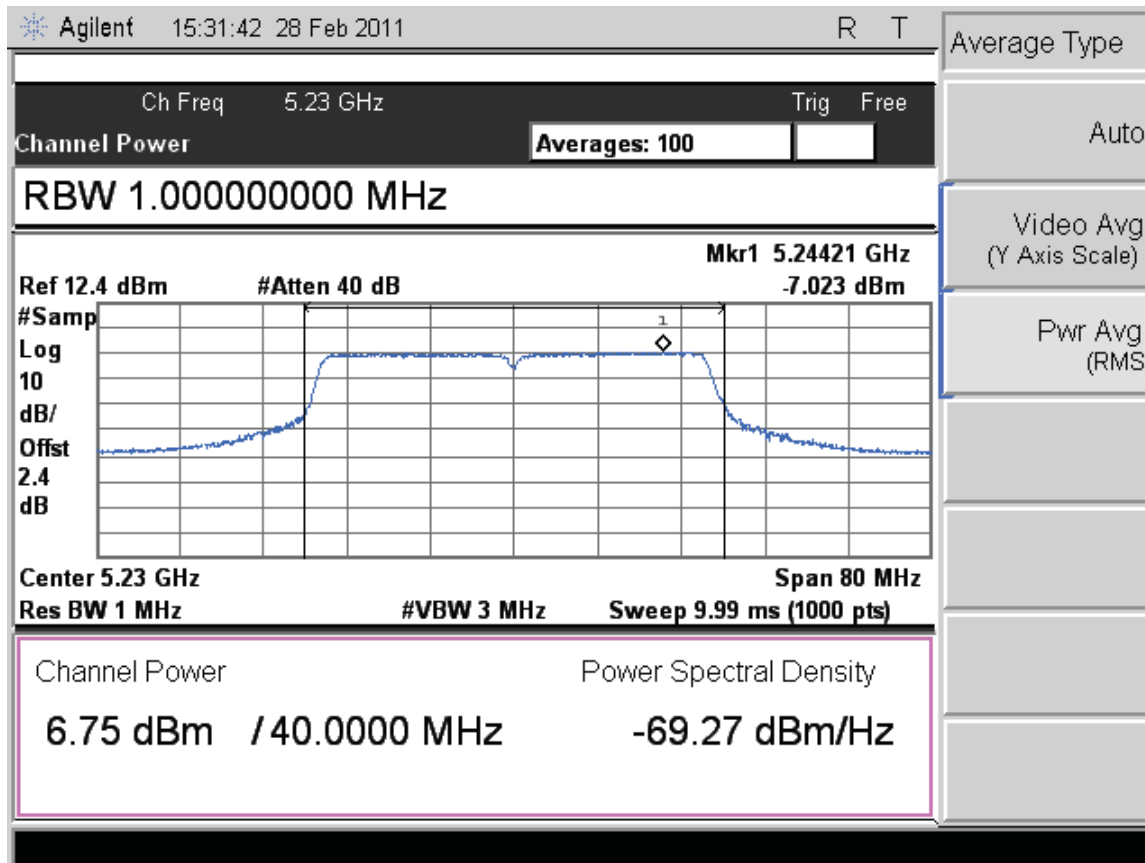 Agilent 15:31:42 28 Feb 2011 R T
Average Type
Ch Freq 5.23 GHz Trig Free
Channel Power Averages: 100
Auto
RBW 1.000000000 MHz
Video Avg
(Y Axis Scale)
Mkr1 5.24421 GHz
Ref 12.4 dBm #Atten 40 dB -7.023 dBm
#Samp
Log
10
dB/
Offst
2.4
dB
1
Pwr Avg
(RMS
Center 5.23 GHz Span 80 MHz
Res BW 1 MHz #VBW 3 MHz Sweep 9.99 ms (1000 pts)
Channel Power Power Spectral Density
6.75 dBm /40.0000 MHz -69.27 dBm/Hz